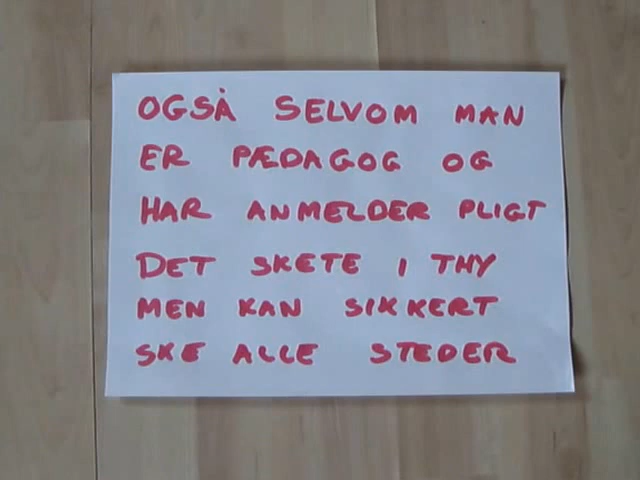 OGSÅ SELVOM MAN
ER PÆDAGOG OG
HAR ANMELDER PLIGT
DET SKETE I THY
MEN KAN SIKKERT
SKE ALLE STEDER